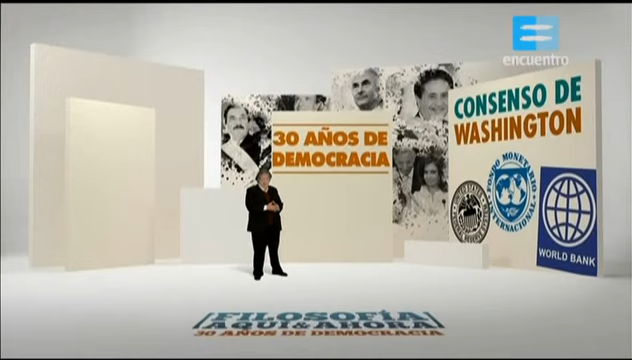 encuentro
CONSENSO DE
WASHINGTON
30 AÑOS DE
DEMOCRACIA
FONDO MONETARIO
INTERNACIONAL
WORLD BANK
[FILOSOFÍA
AQUÍ&AHORA]
30 AÑOS DE DEMOCRACIA